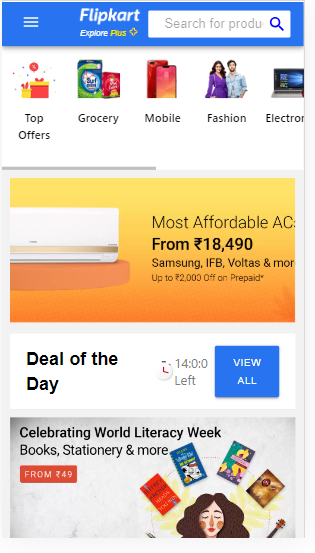 Flipkart
Explore Plus
Search for produ
Top Offers
Grocery
Mobile
Fashion
Electron
Most Affordable ACs
From ₹18,490
Samsung, IFB, Voltas & mor
Up to ₹2,000 Off on Prepaid*
Deal of the Day
14:0:0 Left
VIEW ALL
Celebrating World Literacy Week
Books, Stationery & more
FROM ₹49